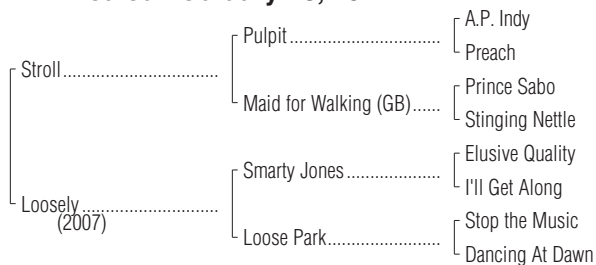 A.P. Indy
Pulpit
Preach
Stroll
Prince Sabo
Maid for Walking (GB)
Stinging Nettle
Elusive Quality
Smarty Jones
I'll Get Along
Loosely
(2007)
Stop the Music
Loose Park
Dancing At Dawn